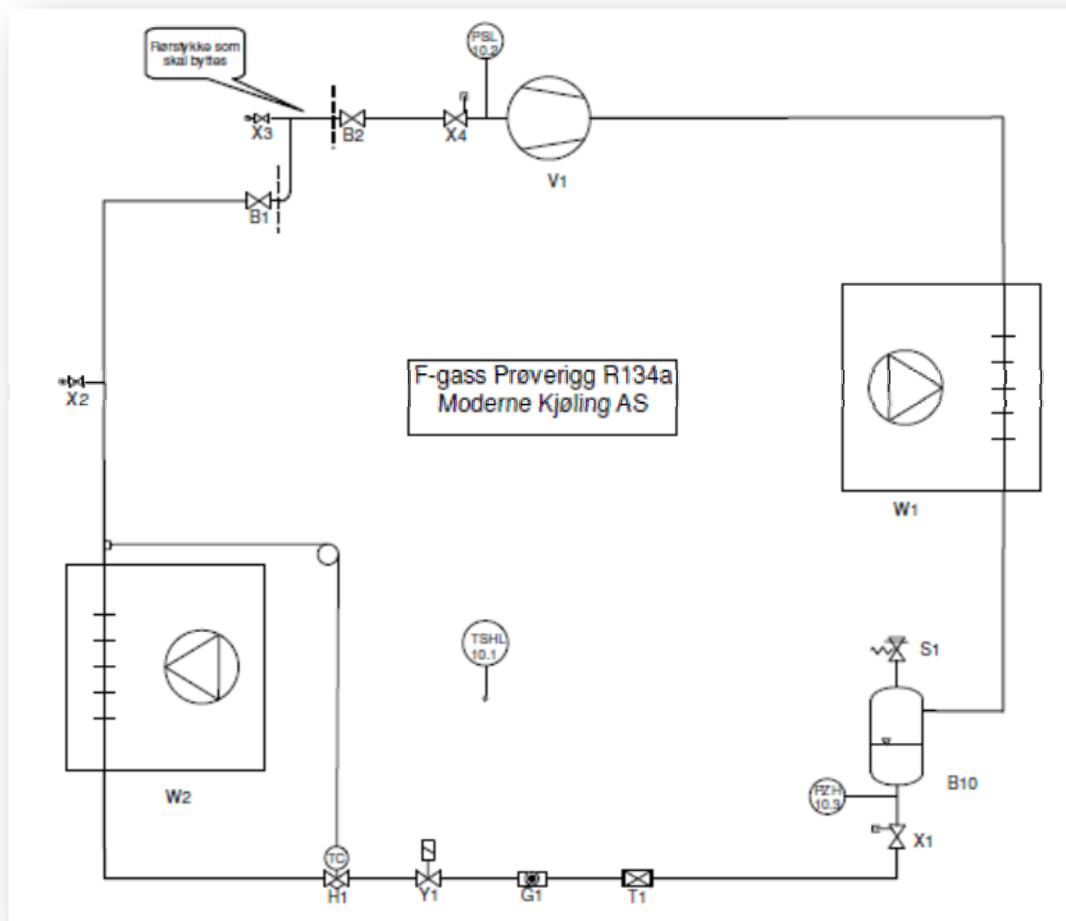 Rørstykke som
skal byttes
PSL
10.2
X3
B2
X4
V1
B1
F-gass Prøverigg R134a
Moderne Kjøling AS
X2
W1
TSHL
10.1
S1
W2
PZH
10.3
B10
X1
TC
H1
Y1
G1
T1